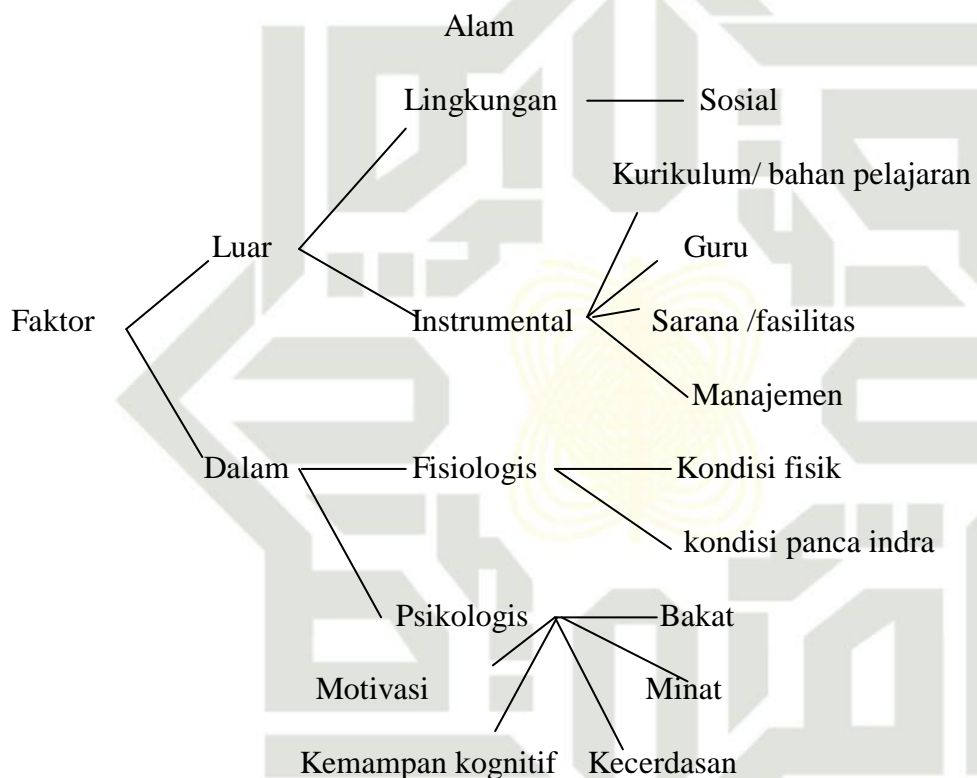 Alam
Lingkungan Sosial
Kurikulum/ bahan pelajaran
Luar Guru
Faktor Instrumental Sarana /fasilitas
Manajemen
Dalam Fisiologis Kondisi fisik
kondisi panca indra
Psikologis Bakat
Motivasi Minat
Kemampan kognitif Kecerdasan